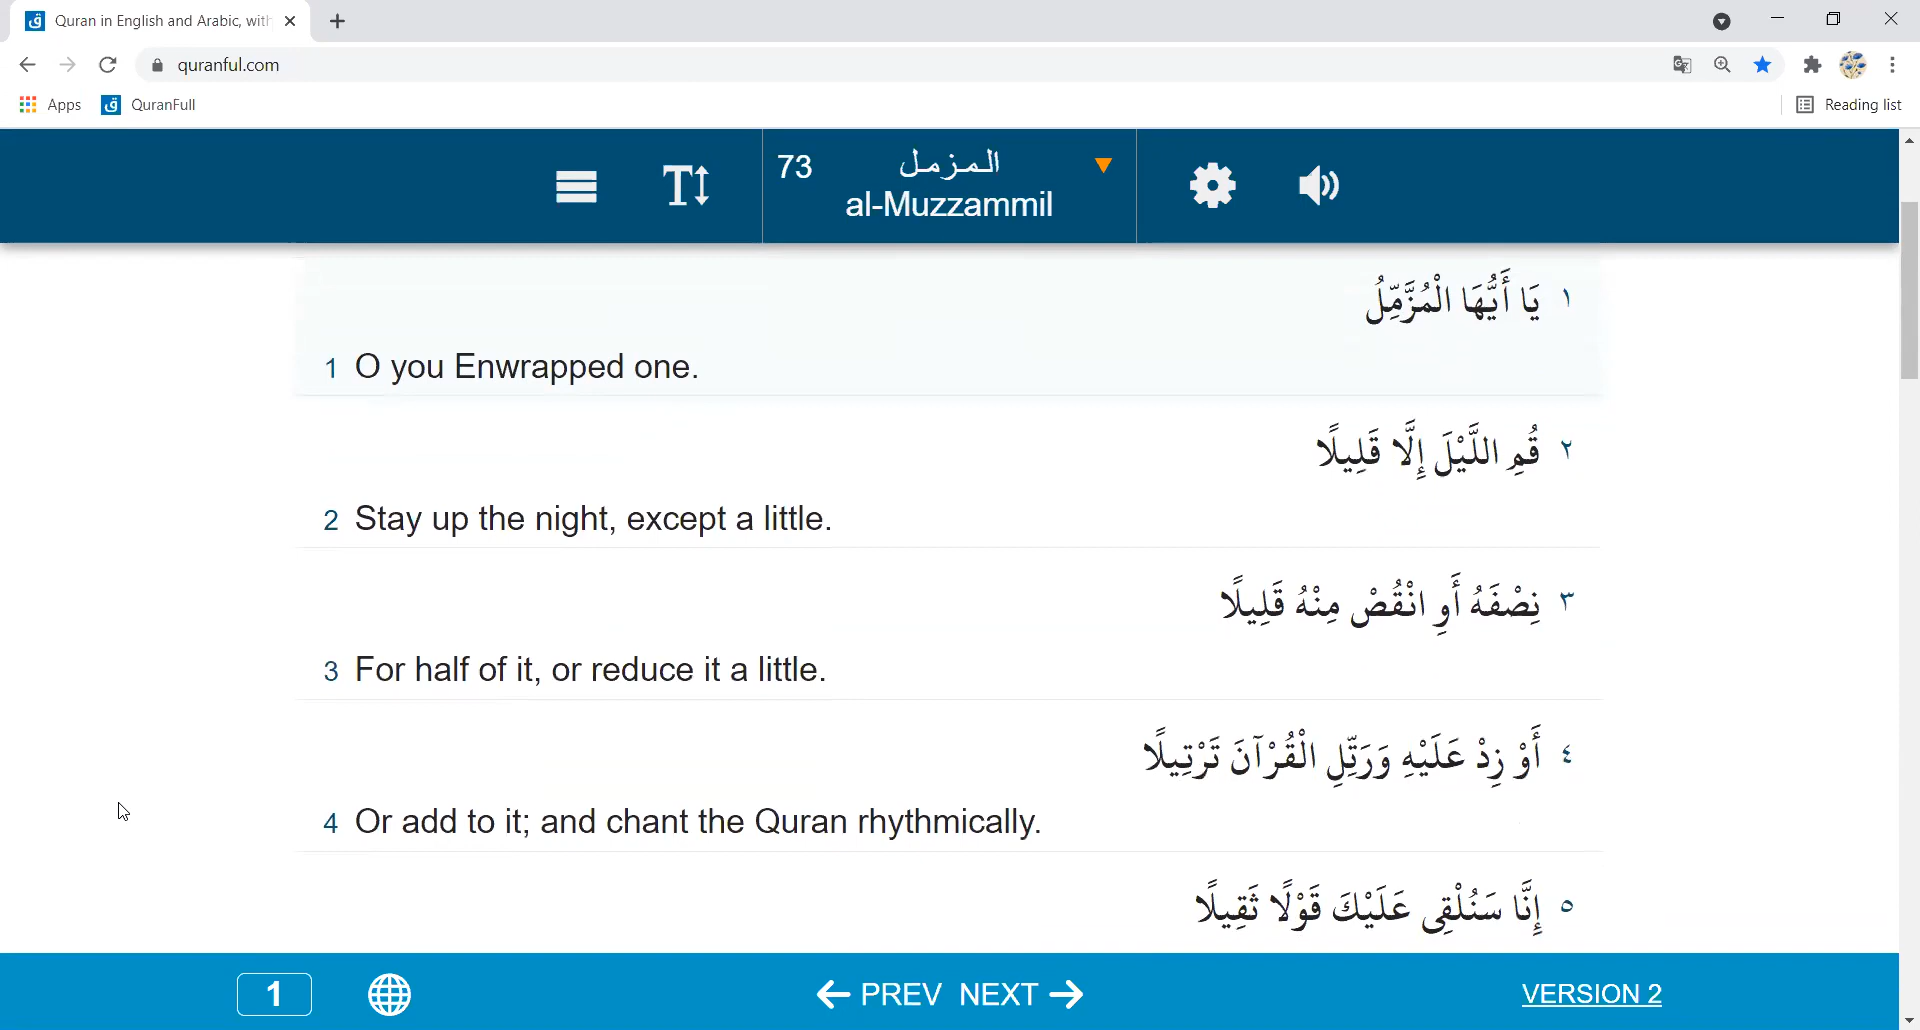 Quran in English and Arabic, with
quranful.com
Apps
QuranFull
Reading list
73
المزمل
al-Muzzammil
١ يَا أَيُّهَا الْمُزَّمِّلُ
1 O you Enwrapped one.
٢ قُمِ اللَّيْلَ إِلَّا قَلِيلًا
2 Stay up the night, except a little.
٣ نِصْفَهُ أَوِ انْقُصْ مِنْهُ قَلِيلًا
3 For half of it, or reduce it a little.
٤ أَوْ زِدْ عَلَيْهِ وَرَتِّلِ الْقُرْآنَ تَرْتِيلًا
4 Or add to it; and chant the Quran rhythmically.
٥ إِنَّا سَنُلْقِي عَلَيْكَ قَوْلًا ثَقِيلًا
1
← PREV NEXT →
VERSION 2